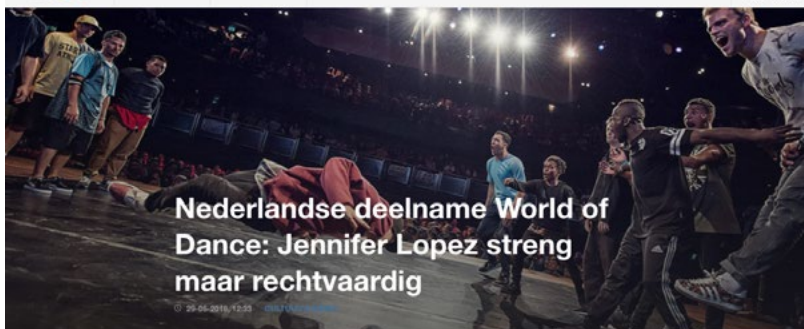 Nederlandse deelname World of
Dance: Jennifer Lopez streng
maar rechtvaardig